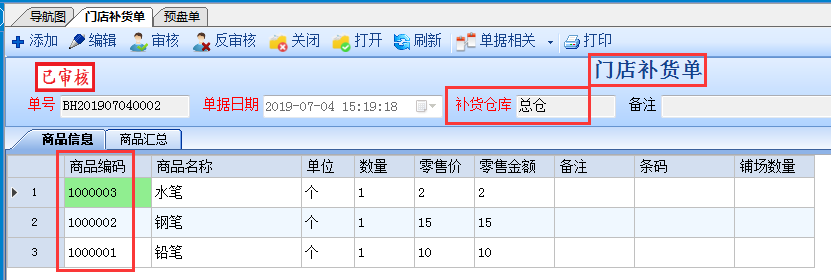 导航图 门店补货单 预盘单
添加 编辑 审核 反审核 关闭 打开 刷新 单据相关 打印
门店补货单
已审核
单号 BH201907040002 单据日期 2019-07-04 15:19:18 补货仓库 总仓 备注
商品信息 商品汇总
商品编码 商品名称 单位 数量 零售价 零售金额 备注 条码 铺场数量
1 1000003 水笔 个 1 2 2
2 1000002 钢笔 个 1 15 15
3 1000001 铅笔 个 1 10 10